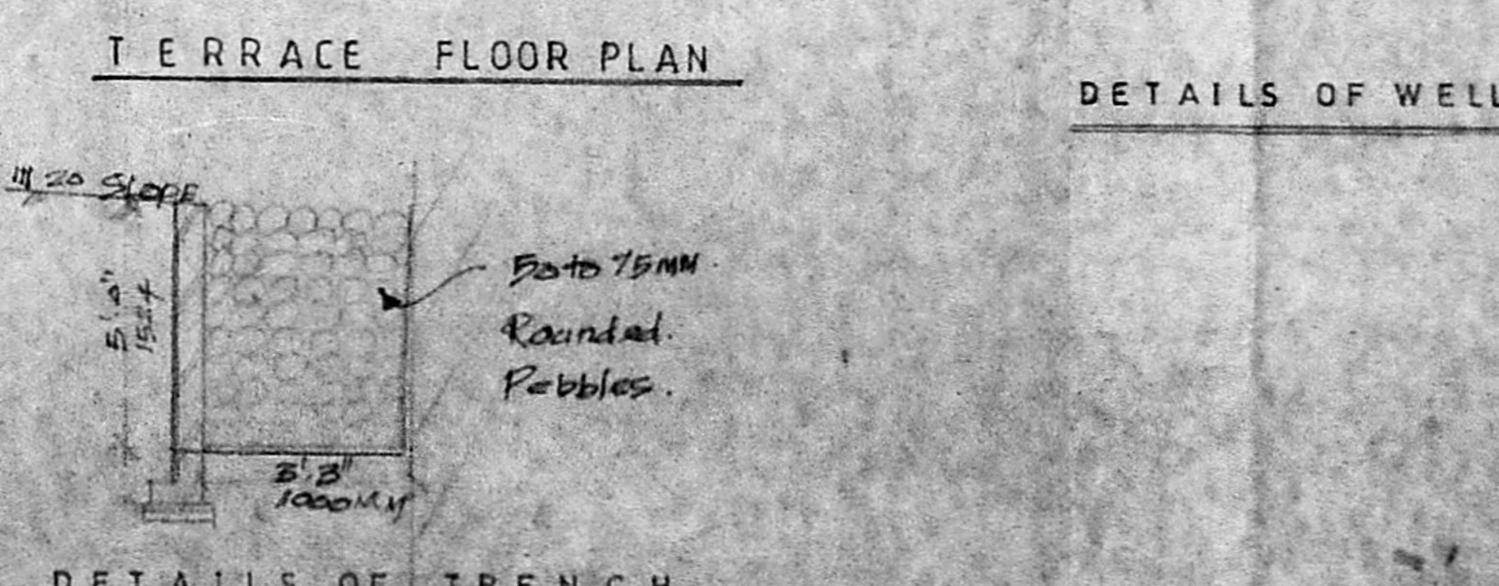 TERRACE FLOOR PLAN
DETAILS OF WELL
20 SLOPE
5'.0"
1524
50 to 75MM.
Rounded.
Pebbles.
3'.3"
1000MM
DETAILS OF TRENCH